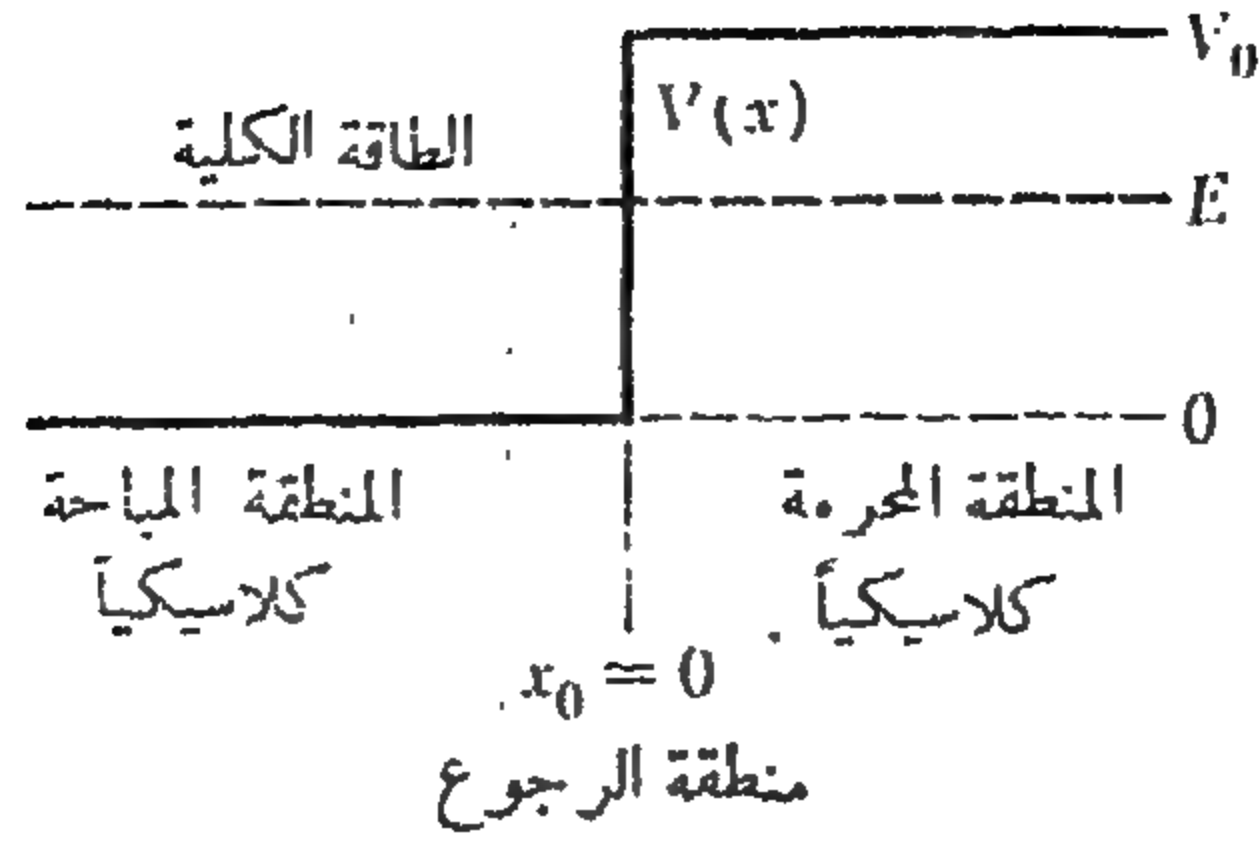 V₀
V(x)
الطاقة الكلية
E
0
المنطقة المباحة
كلاسيكياً
المنطقة المحرمة
كلاسيكياً
x₀ = 0
منطقة الرجوع